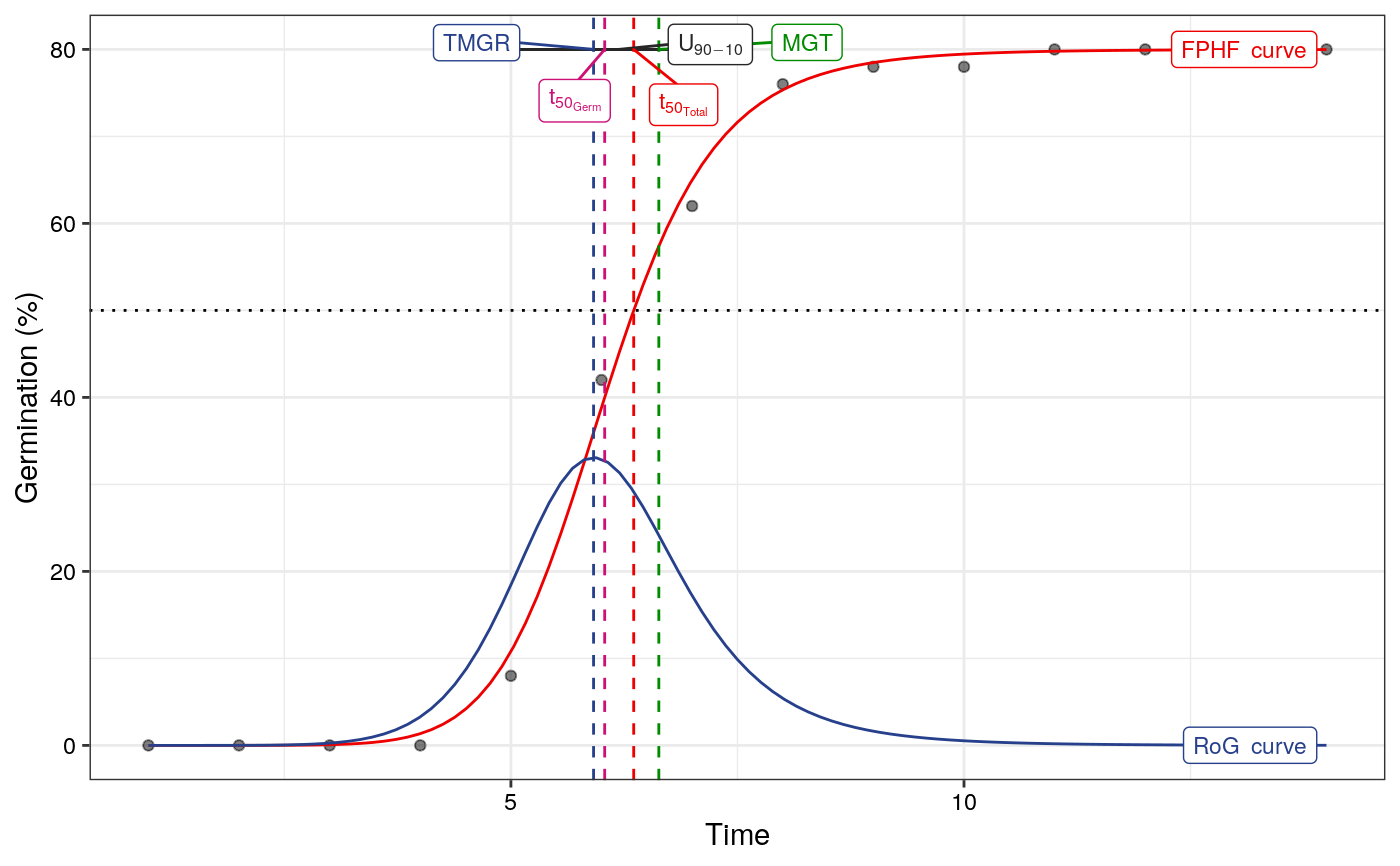 TMGR
U90−10
MGT
FPHF curve
t50Germ
t50Total
80
60
40
20
0
Germination (%)
RoG curve
5
10
Time